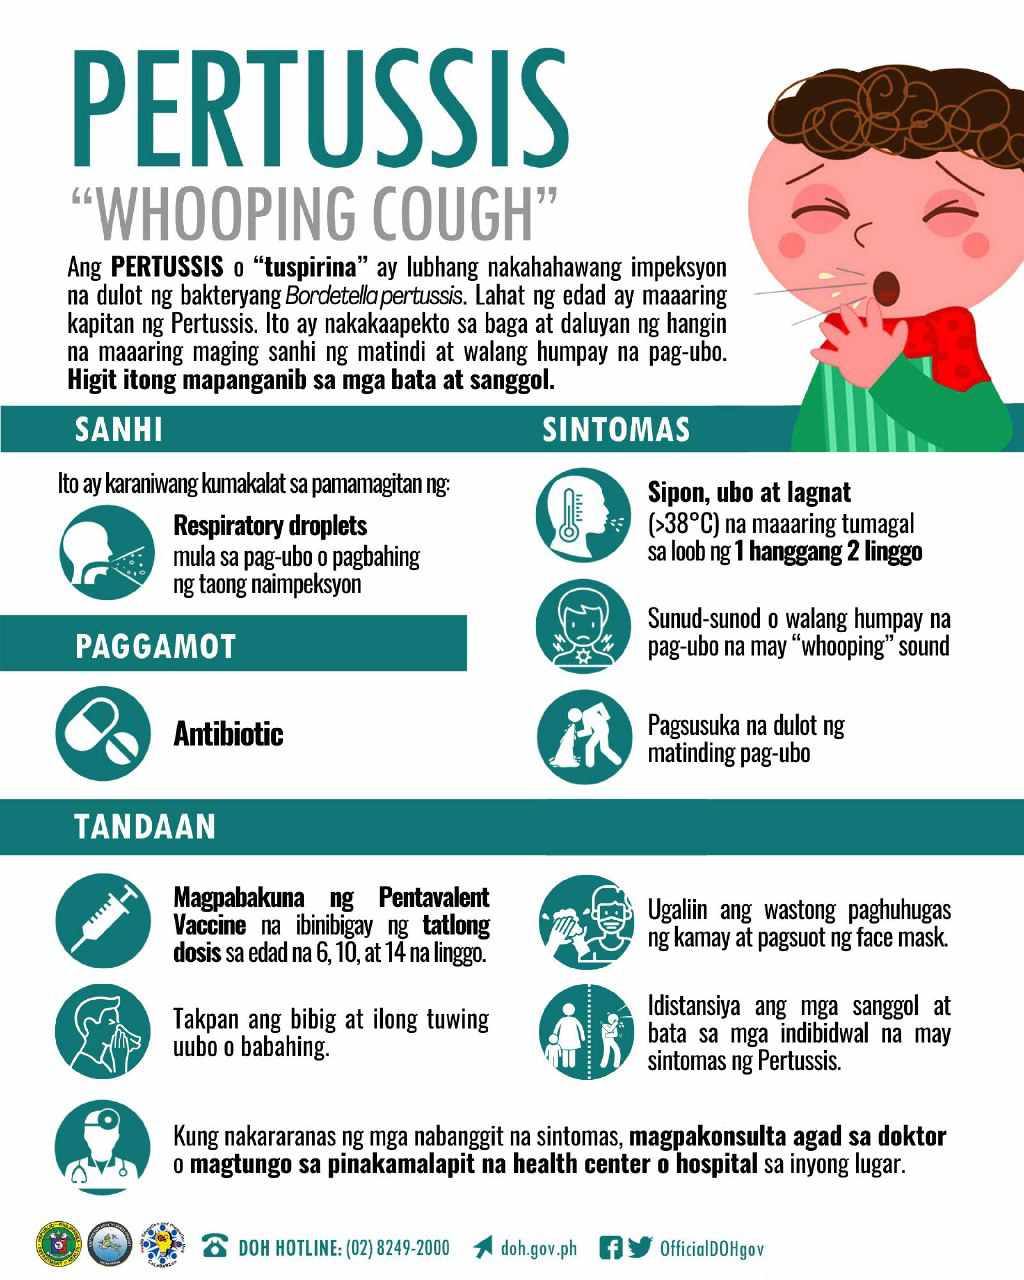 PERTUSSIS
“WHOOPING COUGH”
Ang PERTUSSIS o “tuspirina” ay lubhang nakahahawang impeksyon
na dulot ng bakteryang Bordetella pertussis. Lahat ng edad ay maaaring
kapitan ng Pertussis. Ito ay nakakaapekto sa baga at daluyan ng hangin
na maaaring maging sanhi ng matindi at walang humpay na pag-ubo.
Higit itong mapanganib sa mga bata at sanggol.
SANHI
Ito ay karaniwang kumakalat sa pamamagitan ng:
Respiratory droplets
mula sa pag-ubo o pagbahing
ng taong naimpeksyon
PAGGAMOT
Antibiotic
SINTOMAS
Sipon, ubo at lagnat
(>38°C) na maaaring tumagal
sa loob ng 1 hanggang 2 linggo
Sunud-sunod o walang humpay na
pag-ubo na may “whooping” sound
Pagsusuka na dulot ng
matinding pag-ubo
TANDAAN
Magpabakuna ng Pentavalent
Vaccine na ibinibigay ng tatlong
dosis sa edad na 6, 10, at 14 na linggo.
Takpan ang bibig at ilong tuwing
uubo o babahing.
Ugaliin ang wastong paghuhugas
ng kamay at pagsuot ng face mask.
Idistansiya ang mga sanggol at
bata sa mga indibidwal na may
sintomas ng Pertussis.
Kung nakararanas ng mga nabanggit na sintomas, magpakonsulta agad sa doktor
o magtungo sa pinakamalapit na health center o hospital sa inyong lugar.
DOH HOTLINE: (02) 8249-2000
doh.gov.ph
OfficialDOHgov